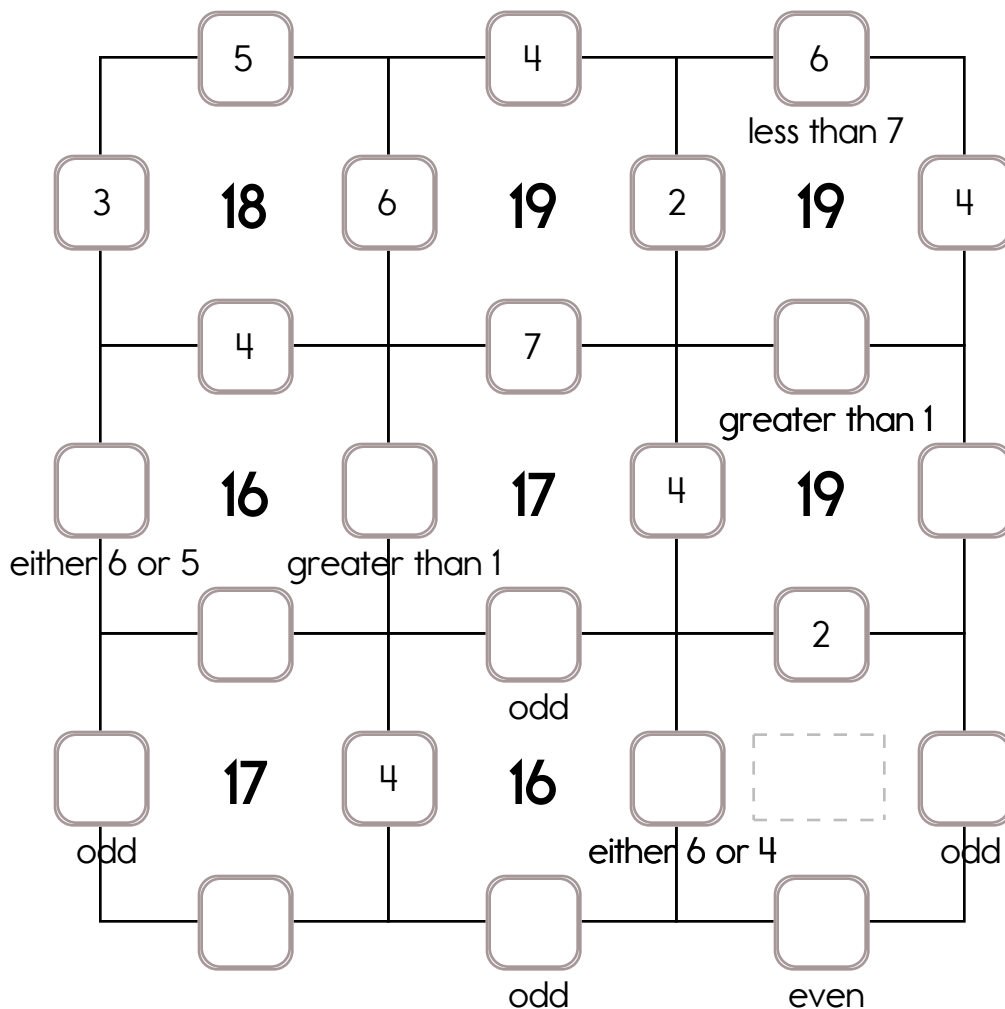 5 4 6
less than 7
3 18 6 19 2 19 4
4 7
greater than 1
16 17 4 19
either 6 or 5 greater than 1
2
odd
17 4 16
odd either 6 or 4 odd
odd even